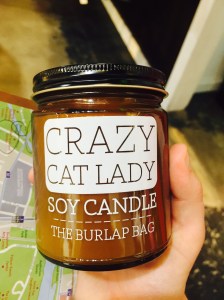 CRAZY
CAT LADY
SOY CANDLE
THE BURLAP BAG